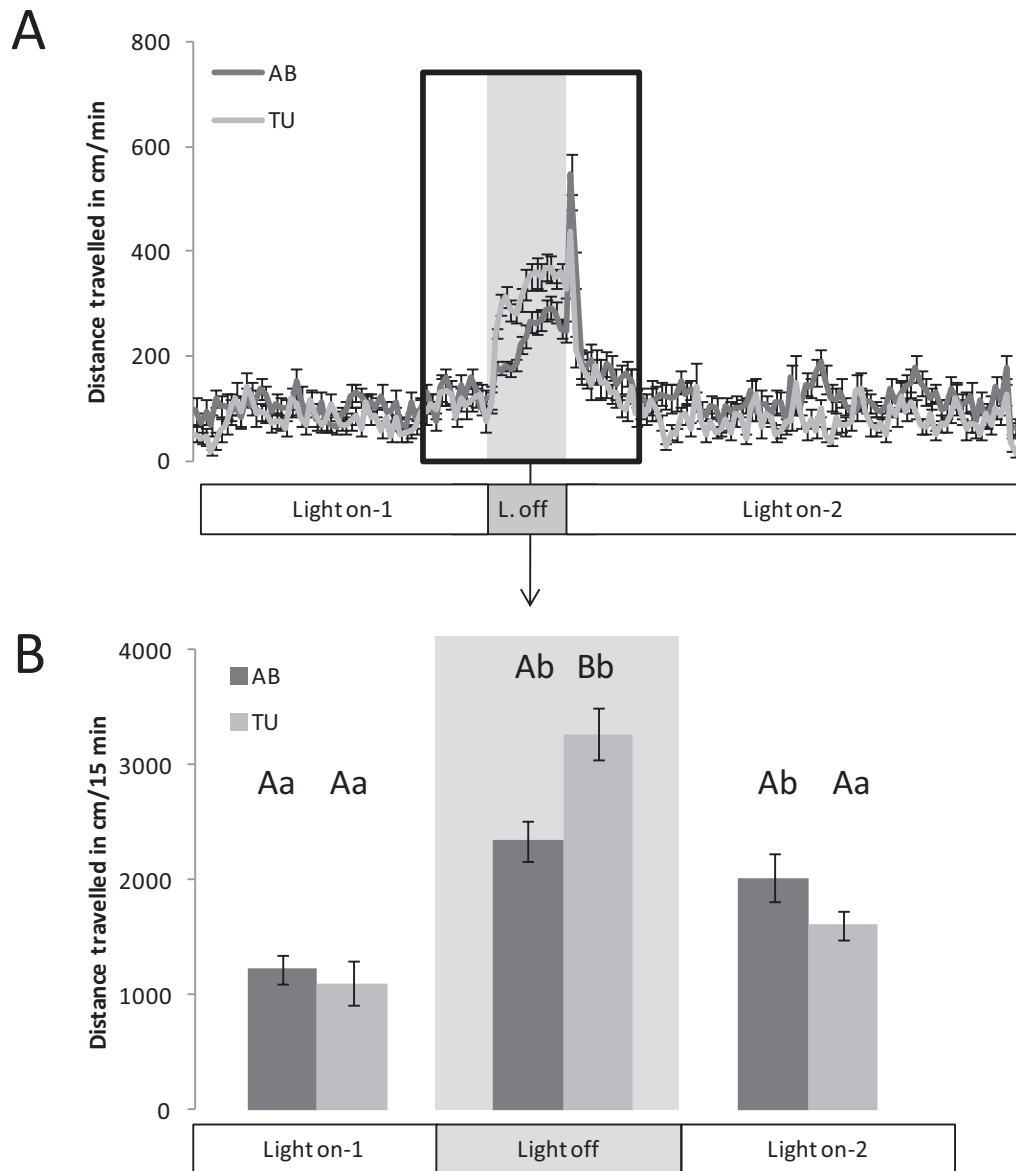 A
800
AB
TU
600
400
200
0
Distance travelled in cm/min
Light on-1 L. off Light on-2
B
4000
AB
TU
Ab Bb
3000
Aa Aa Ab Aa
2000
1000
0
Distance travelled in cm/15 min
Light on-1 Light off Light on-2